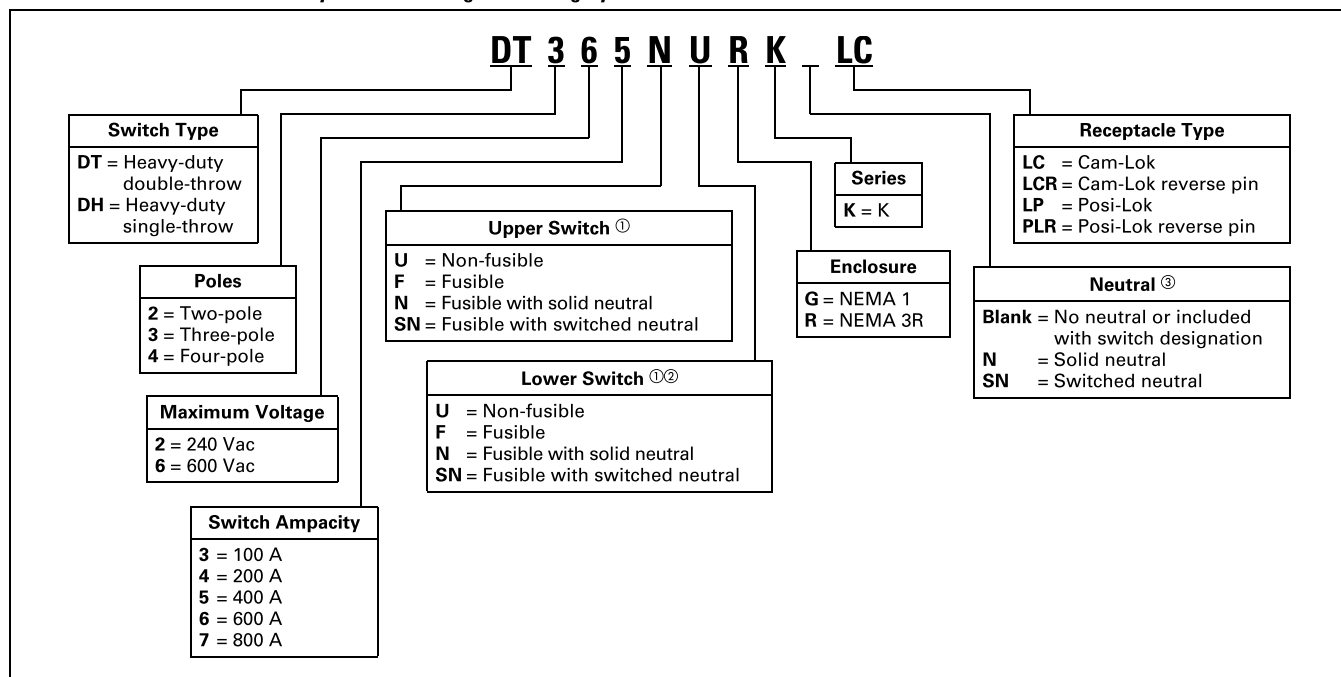 DT 3 6 5 N U R K _ LC
Switch Type
DT = Heavy-duty
double-throw
DH = Heavy-duty
single-throw
Poles
2 = Two-pole
3 = Three-pole
4 = Four-pole
Maximum Voltage
2 = 240 Vac
6 = 600 Vac
Switch Ampacity
3 = 100 A
4 = 200 A
5 = 400 A
6 = 600 A
7 = 800 A
Upper Switch ①
U = Non-fusible
F = Fusible
N = Fusible with solid neutral
SN = Fusible with switched neutral
Lower Switch ①②
U = Non-fusible
F = Fusible
N = Fusible with solid neutral
SN = Fusible with switched neutral
Enclosure
G = NEMA 1
R = NEMA 3R
Series
K = K
Neutral ③
Blank = No neutral or included
with switch designation
N = Solid neutral
SN = Switched neutral
Receptacle Type
LC = Cam-Lok
LCR = Cam-Lok reverse pin
LP = Posi-Lok
PLR = Posi-Lok reverse pin